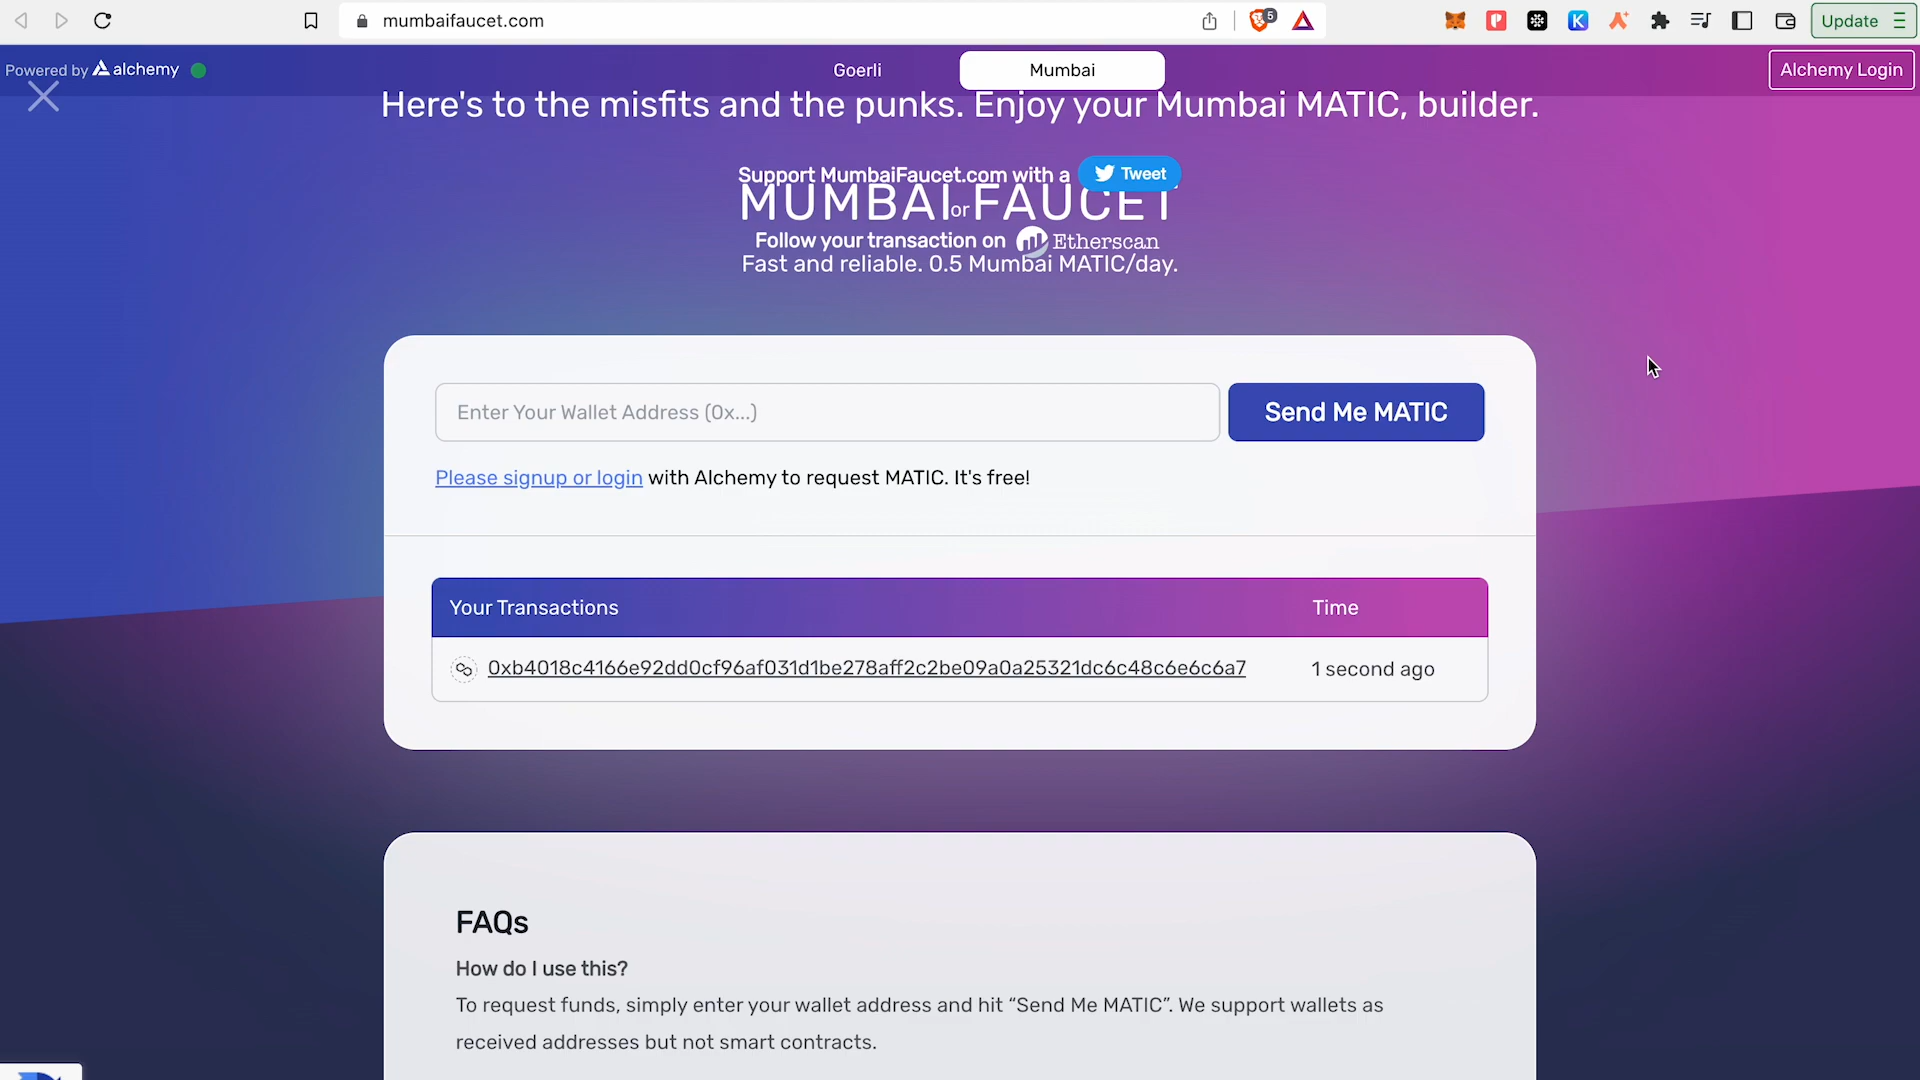 mumbaifaucet.com
5
Update
Powered by alchemy
Goerli
Mumbai
Alchemy Login
Here's to the misfits and the punks. Enjoy your Mumbai MATIC, builder.
Support MumbaiFaucet.com with a Tweet
MUMBAI FAUCET
or
Follow your transaction on Etherscan
Fast and reliable. 0.5 Mumbai MATIC/day.
Enter Your Wallet Address (0x...)
Send Me MATIC
Please signup or login with Alchemy to request MATIC. It's free!
Your Transactions
Time
0xb4018c4166e92dd0cf96af031d1be278aff2c2be09a0a25321dc6c48c6e6c6a7
1 second ago
FAQs
How do I use this?
To request funds, simply enter your wallet address and hit “Send Me MATIC”. We support wallets as
received addresses but not smart contracts.